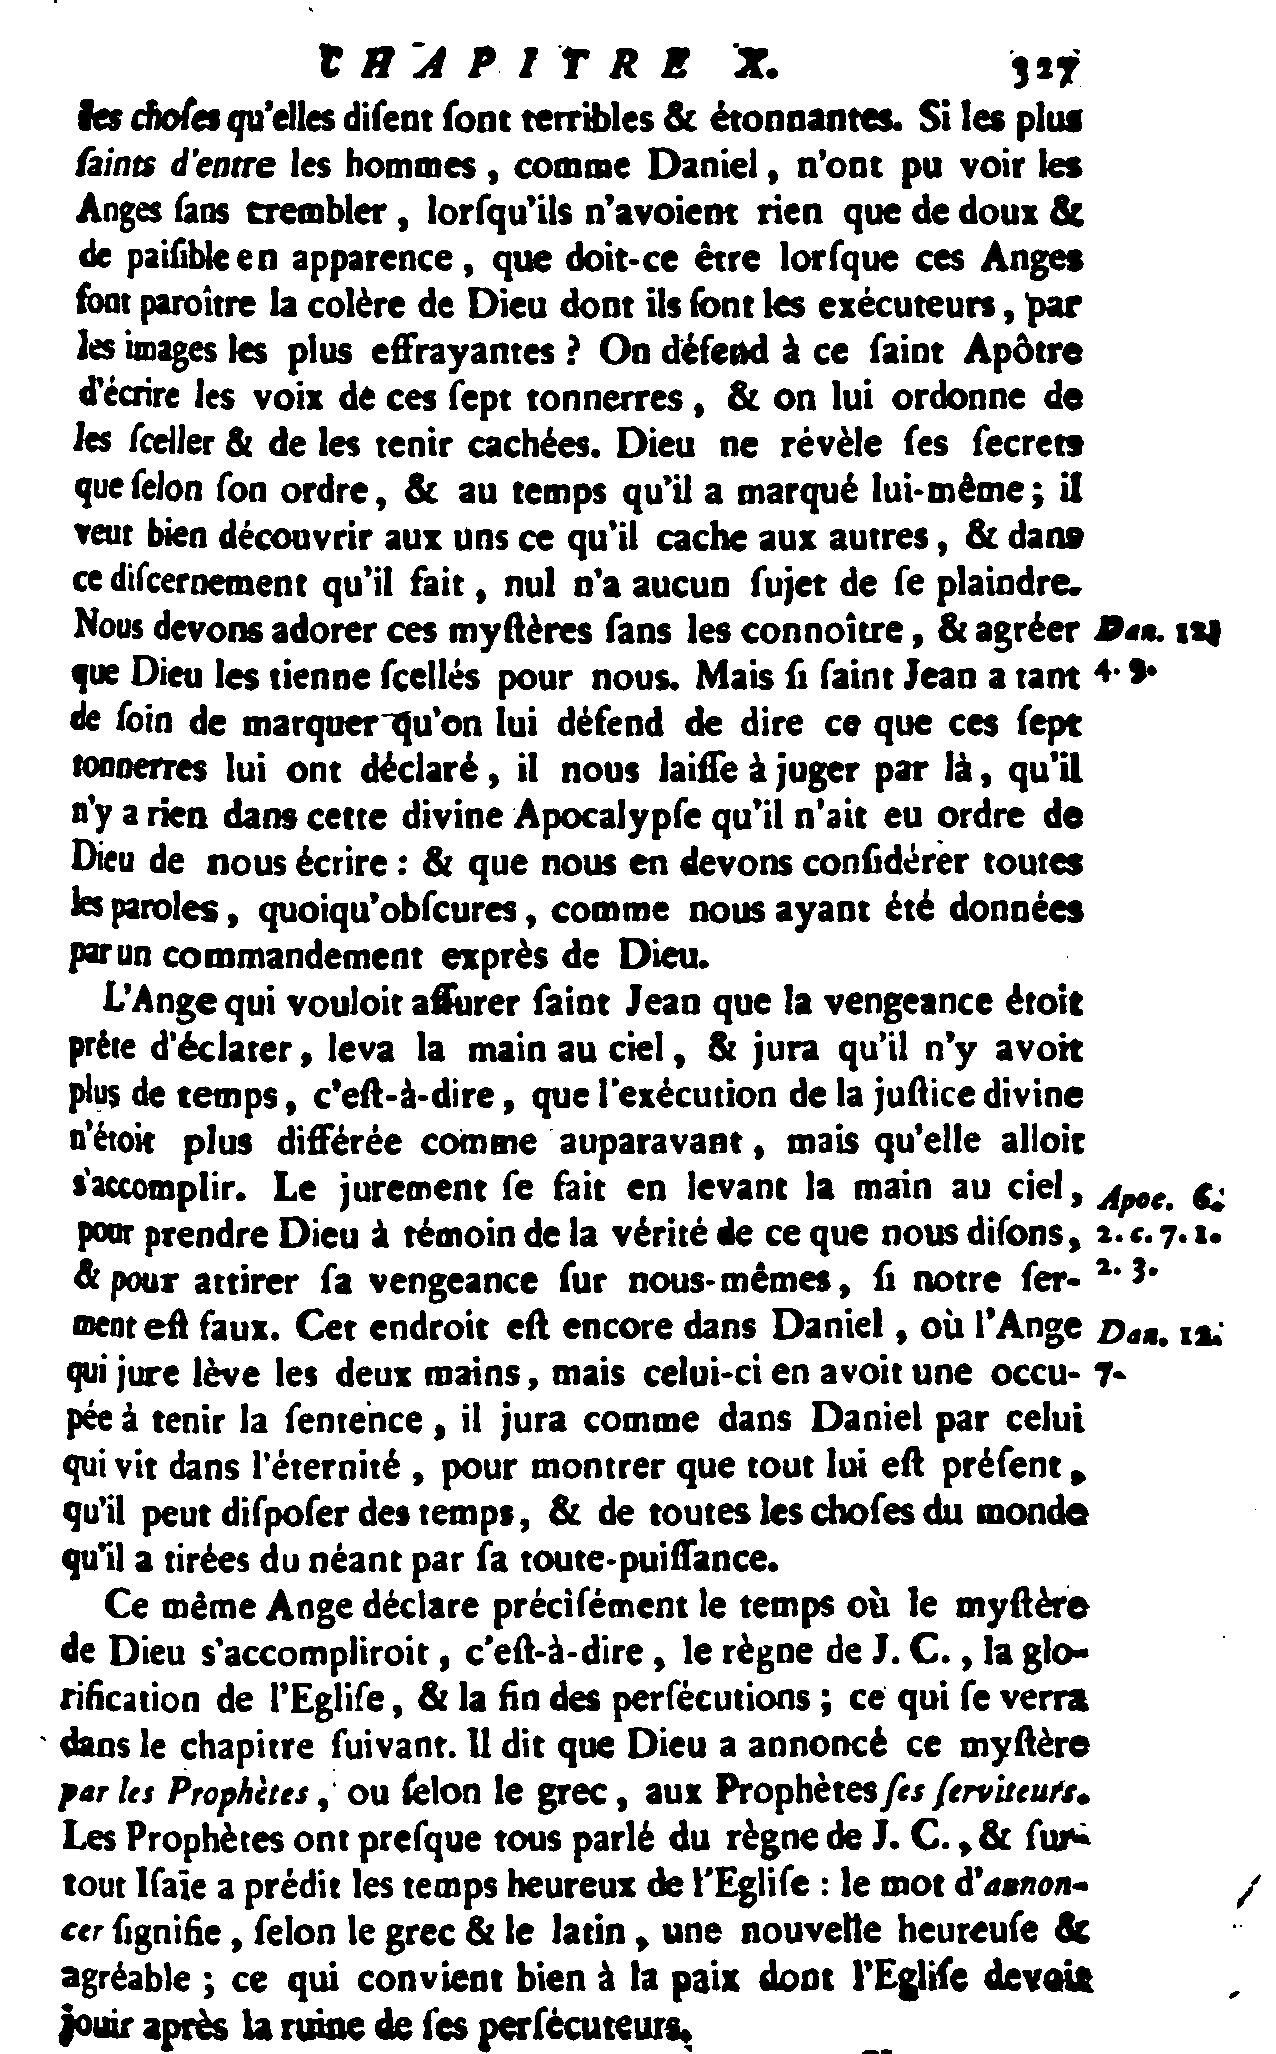 CHAPITRE X. 327
les choſes qu'elles diſent ſont terribles & étonnantes. Si les plus
ſaints d'entre les hommes, comme Daniel, n'ont pu voir les
Anges ſans trembler, lorſqu'ils n'avoient rien que de doux &
de paiſible en apparence, que doit-ce être lorſque ces Anges
font paroître la colère de Dieu dont ils ſont les exécuteurs, par
les images les plus effrayantes? On défend à ce ſaint Apôtre
d'écrire les voix de ces ſept tonnerres, & on lui ordonne de
les ſceller & de les tenir cachées. Dieu ne révèle ſes ſecrets
que ſelon ſon ordre, & au temps qu'il a marqué lui-même; il
veut bien découvrir aux uns ce qu'il cache aux autres, & dans
ce diſcernement qu'il fait, nul n'a aucun ſujet de ſe plaindre.
Nous devons adorer ces myſtères ſans les connoître, & agréer Dan. 12.
que Dieu les tienne ſcellés pour nous. Mais ſi ſaint Jean a tant 4. 9.
de ſoin de marquer qu'on lui défend de dire ce que ces ſept
tonnerres lui ont déclaré, il nous laiſſe à juger par là, qu'il
n'y a rien dans cette divine Apocalypſe qu'il n'ait eu ordre de
Dieu de nous écrire: & que nous en devons conſidérer toutes
les paroles, quoiqu'obſcures, comme nous ayant été données
par un commandement exprès de Dieu.
L'Ange qui vouloit aſſurer ſaint Jean que la vengeance étoit
prête d'éclater, leva la main au ciel, & jura qu'il n'y avoit
plus de temps, c'eſt-à-dire, que l'exécution de la juſtice divine
n'étoit plus différée comme auparavant, mais qu'elle alloit
s'accomplir. Le jurement ſe fait en levant la main au ciel, Apoc. 6.
pour prendre Dieu à témoin de la vérité de ce que nous diſons, 2. c. 7. 1.
& pour attirer ſa vengeance ſur nous-mêmes, ſi notre ſer- 2. 3.
ment eſt faux. Cet endroit eſt encore dans Daniel, où l'Ange Dan. 12.
qui jure lève les deux mains, mais celui-ci en avoit une occu- 7.
pée à tenir la ſentence, il jura comme dans Daniel par celui
qui vit dans l'éternité, pour montrer que tout lui eſt préſent,
qu'il peut diſpoſer des temps, & de toutes les choſes du monde
qu'il a tirées du néant par ſa toute-puiſſance.
Ce même Ange déclare préciſément le temps où le myſtère
de Dieu s'accompliroit, c'eſt-à-dire, le règne de J. C., la glo-
rification de l'Egliſe, & la fin des perſécutions; ce qui ſe verra
dans le chapitre ſuivant. Il dit que Dieu a annoncé ce myſtère
par les Prophètes, ou ſelon le grec, aux Prophètes ſes ſerviteurs.
Les Prophètes ont preſque tous parlé du règne de J. C., & ſur-
tout Iſaïe a prédit les temps heureux de l'Egliſe: le mot d'annon-
cer ſignifie, ſelon le grec & le latin, une nouvelle heureuſe &
agréable; ce qui convient bien à la paix dont l'Egliſe devoit
jouir après la ruine de ſes perſécuteurs.